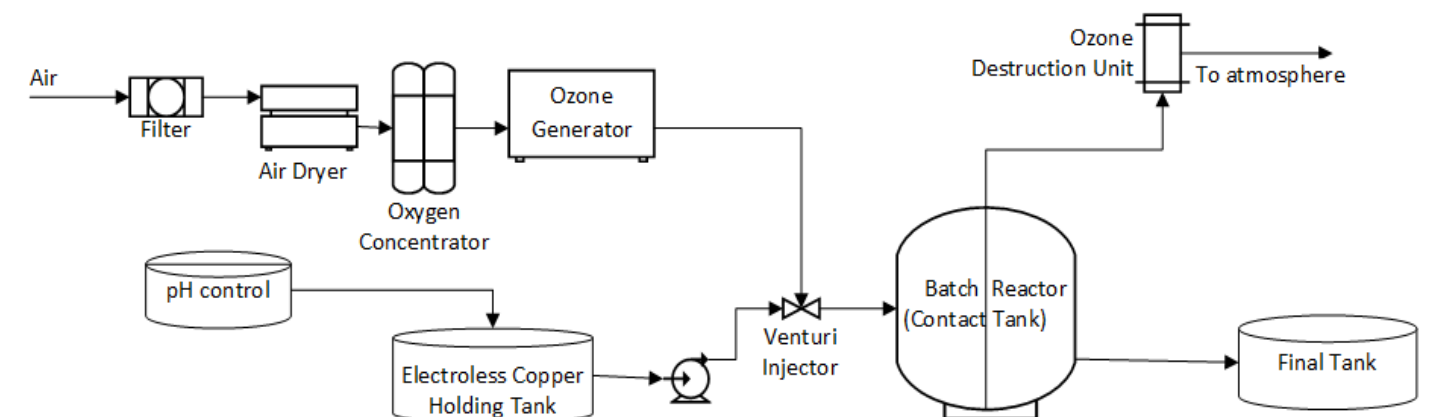 Air
Filter
Air Dryer
Oxygen
Concentrator
Ozone
Generator
Ozone
Destruction Unit
To atmosphere
pH control
Electroless Copper
Holding Tank
Venturi
Injector
Batch Reactor
(Contact Tank)
Final Tank